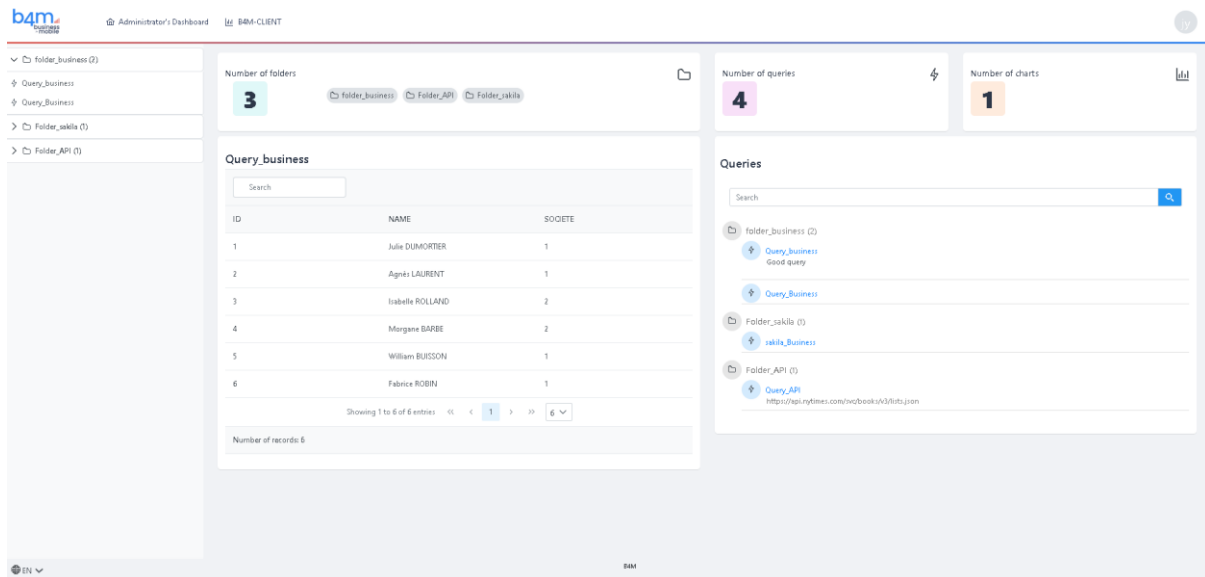 b4m
business
-mobile
Administrator's Dashboard
B4M-CLIENT
jy
folder_business (2)
Query_business
Query_Business
Folder_sakila (1)
Folder_API (1)
Number of folders
3
folder_business
Folder_API
Folder_sakila
Number of queries
4
Number of charts
1
Query_business
Search
ID NAME SOCIETE
1 Julie DUMORTIER 1
2 Agnès LAURENT 1
3 Isabelle ROLLAND 2
4 Morgane BARBE 2
5 William BUISSON 1
6 Fabrice ROBIN 1
Showing 1 to 6 of 6 entries << < 1 > >> 6
Number of records: 6
Queries
Search
folder_business (2)
Query_business
Good query
Query_Business
Folder_sakila (1)
sakila_Business
Folder_API (1)
Query_API
https://api.nytimes.com/svc/books/v3/lists.json
EN
B4M